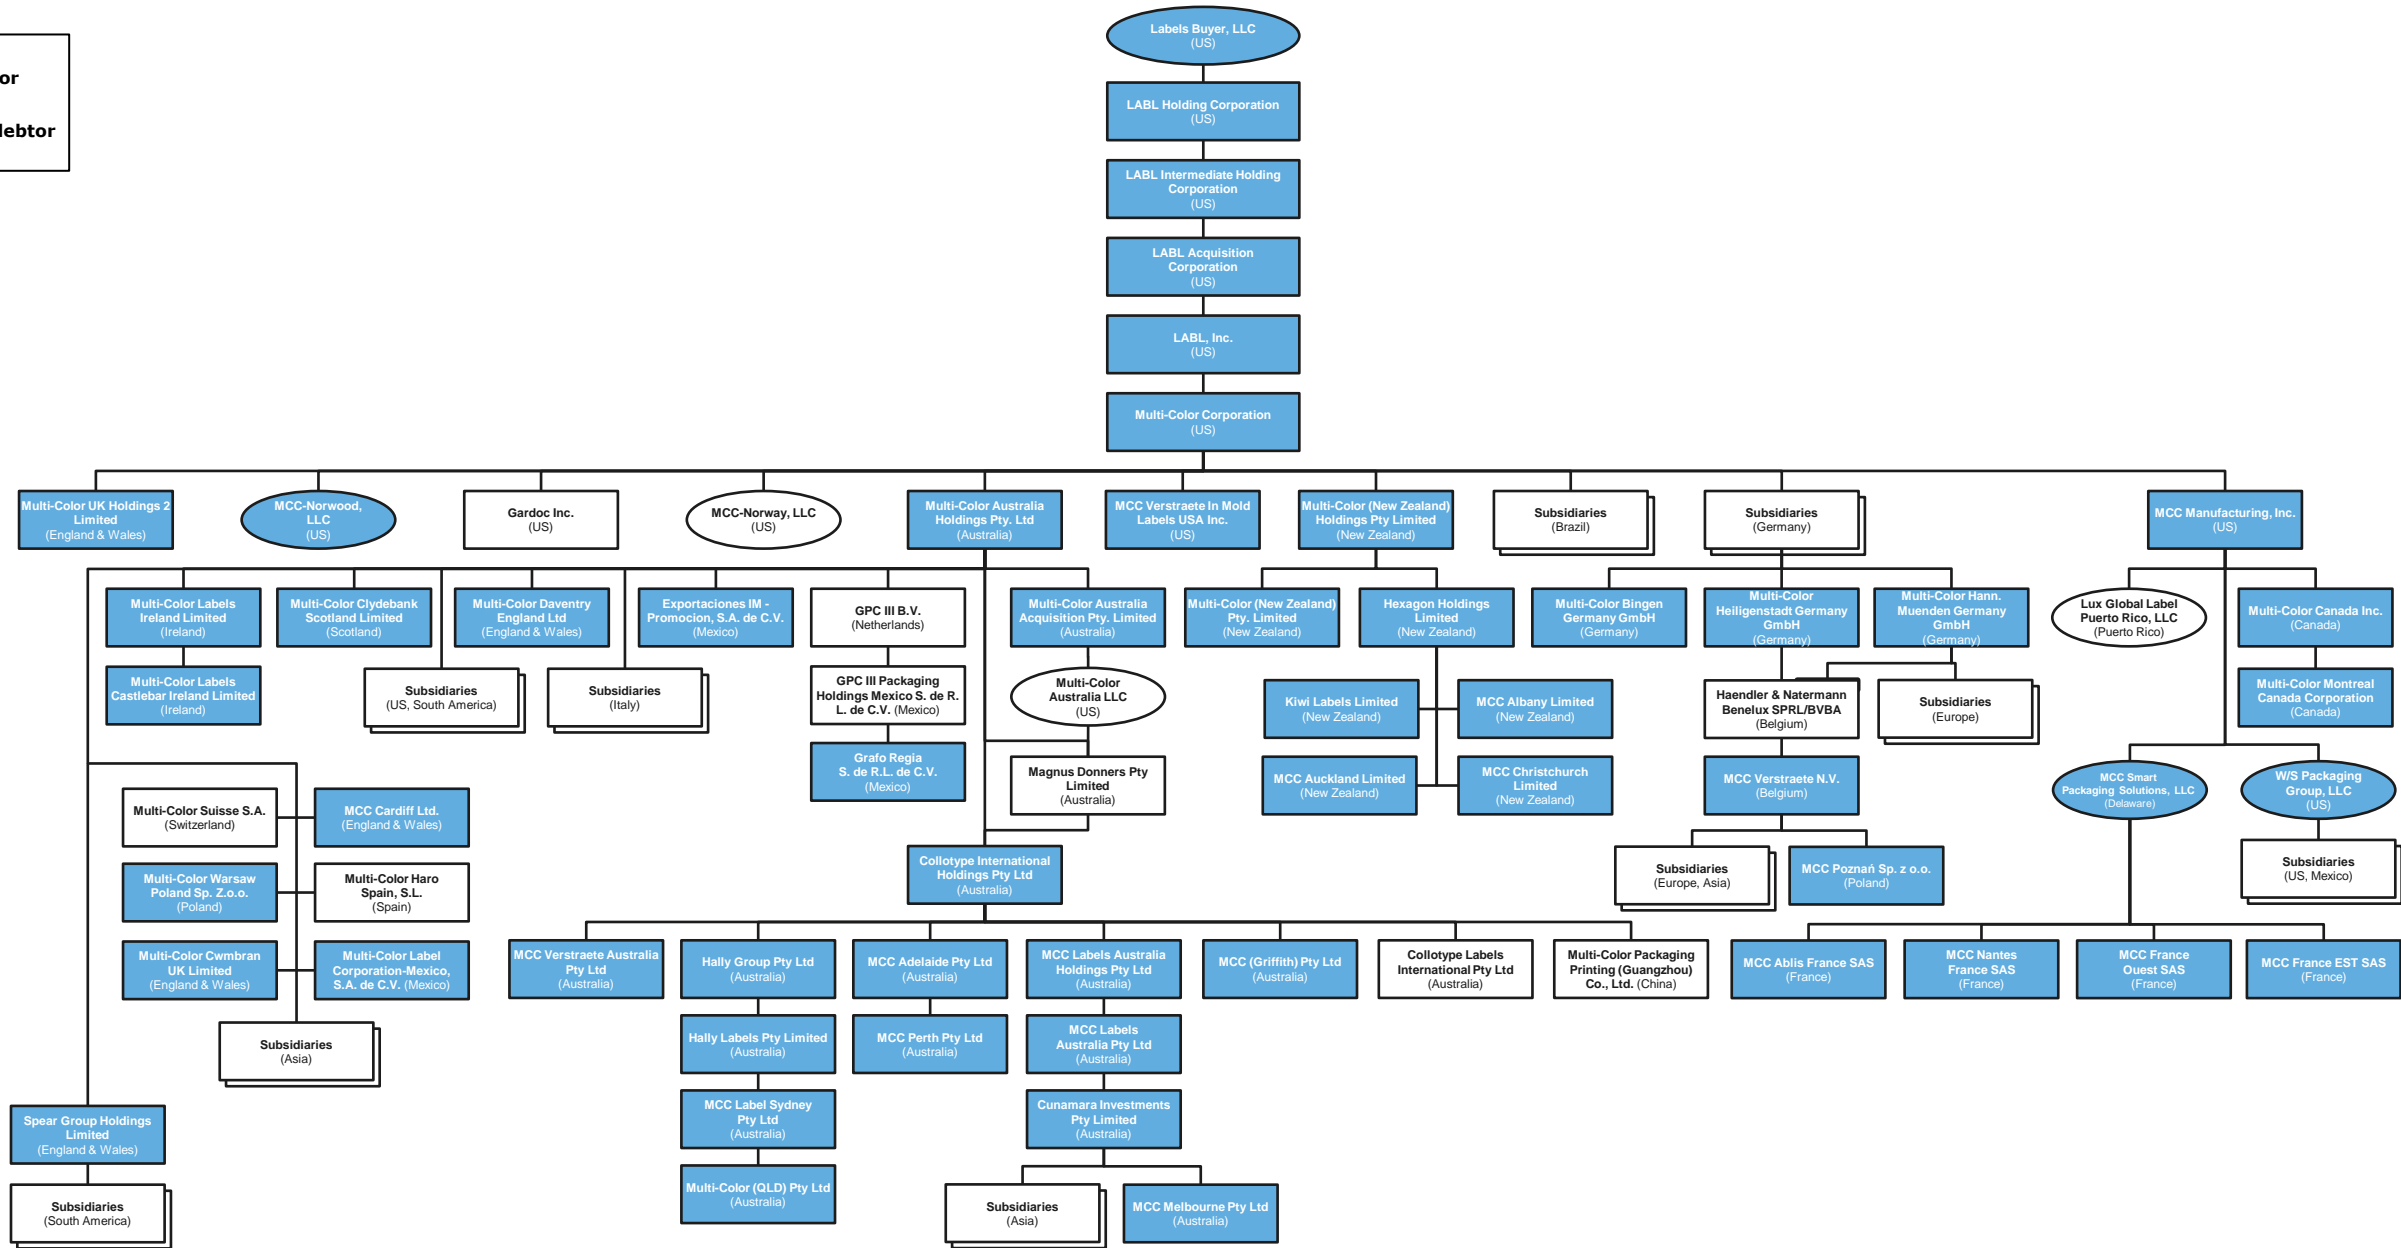 Labels Buyer, LLC
(US)
or
lebtor
LABL Holding Corporation
(US)
LABL Intermediate Holding
Corporation
(US)
LABL Acquisition
Corporation
(US)
LABL, Inc.
(US)
Multi-Color Corporation
(US)
Multi-Color UK Holdings 2
Limited
(England & Wales)
MCC-Norwood,
LLC
(US)
Gardoc Inc.
(US)
MCC-Norway, LLC
(US)
Multi-Color Australia
Holdings Pty. Ltd
(Australia)
MCC Verstraete In Mold
Labels USA Inc.
(US)
Multi-Color (New Zealand)
Holdings Pty Limited
(New Zealand)
Subsidiaries
(Brazil)
Subsidiaries
(Germany)
MCC Manufacturing, Inc.
(US)
Multi-Color Labels
Ireland Limited
(Ireland)
Multi-Color Clydebank
Scotland Limited
(Scotland)
Multi-Color Daventry
England Ltd
(England & Wales)
Exportaciones IM -
Promocion, S.A. de C.V.
(Mexico)
GPC III B.V.
(Netherlands)
Multi-Color Australia
Acquisition Pty. Limited
(Australia)
Multi-Color (New Zealand)
Pty. Limited
(New Zealand)
Hexagon Holdings
Limited
(New Zealand)
Multi-Color Bingen
Germany GmbH
(Germany)
Multi-Color
Heiligenstadt Germany
GmbH
(Germany)
Multi-Color Hann.
Muenden Germany
GmbH
(Germany)
Lux Global Label
Puerto Rico, LLC
(Puerto Rico)
Multi-Color Canada Inc.
(Canada)
Multi-Color Labels
Castlebar Ireland Limited
(Ireland)
Subsidiaries
(US, South America)
Subsidiaries
(Italy)
GPC III Packaging
Holdings Mexico S. de R.
L. de C.V. (Mexico)
Multi-Color
Australia LLC
(US)
Kiwi Labels Limited
(New Zealand)
MCC Albany Limited
(New Zealand)
Haendler & Natermann
Benelux SPRL/BVBA
(Belgium)
Subsidiaries
(Europe)
Multi-Color Montreal
Canada Corporation
(Canada)
Grafo Regia
S. de R.L. de C.V.
(Mexico)
Magnus Donners Pty
Limited
(Australia)
MCC Auckland Limited
(New Zealand)
MCC Christchurch
Limited
(New Zealand)
MCC Verstraete N.V.
(Belgium)
MCC Smart
Packaging Solutions, LLC
(Delaware)
W/S Packaging
Group, LLC
(US)
Multi-Color Suisse S.A.
(Switzerland)
MCC Cardiff Ltd.
(England & Wales)
Collotype International
Holdings Pty Ltd
(Australia)
Subsidiaries
(Europe, Asia)
MCC Poznań Sp. z o.o.
(Poland)
Subsidiaries
(US, Mexico)
Multi-Color Warsaw
Poland Sp. Z.o.o.
(Poland)
Multi-Color Haro
Spain, S.L.
(Spain)
Multi-Color Cwmbran
UK Limited
(England & Wales)
Multi-Color Label
Corporation-Mexico,
S.A. de C.V. (Mexico)
MCC Verstraete Australia
Pty Ltd
(Australia)
Hally Group Pty Ltd
(Australia)
MCC Adelaide Pty Ltd
(Australia)
MCC Labels Australia
Holdings Pty Ltd
(Australia)
MCC (Griffith) Pty Ltd
(Australia)
Collotype Labels
International Pty Ltd
(Australia)
Multi-Color Packaging
Printing (Guangzhou)
Co., Ltd. (China)
MCC Ablis France SAS
(France)
MCC Nantes
France SAS
(France)
MCC France
Ouest SAS
(France)
MCC France EST SAS
(France)
Subsidiaries
(Asia)
Hally Labels Pty Limited
(Australia)
MCC Perth Pty Ltd
(Australia)
MCC Labels
Australia Pty Ltd
(Australia)
Spear Group Holdings
Limited
(England & Wales)
MCC Label Sydney
Pty Ltd
(Australia)
Cunamara Investments
Pty Limited
(Australia)
Subsidiaries
(South America)
Multi-Color (QLD) Pty Ltd
(Australia)
Subsidiaries
(Asia)
MCC Melbourne Pty Ltd
(Australia)